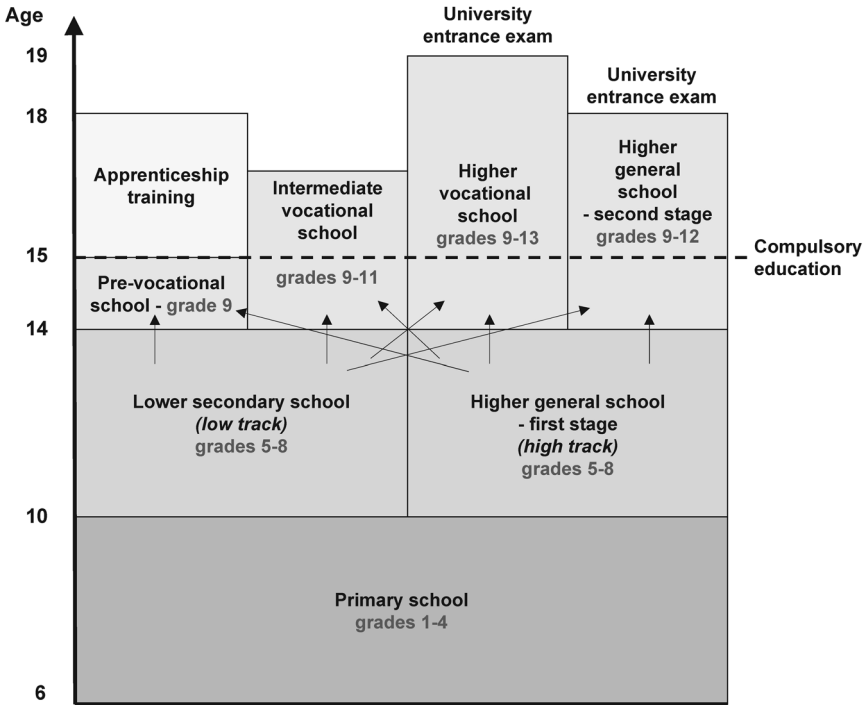 Age
University
entrance exam
19
University
entrance exam
18
Apprenticeship
training
Intermediate
vocational
school
Higher
vocational
school
grades 9-13
Higher
general
school
- second stage
grades 9-12
15
Compulsory
education
Pre-vocational
school - grade 9
grades 9-11
14
Lower secondary school
(low track)
grades 5-8
Higher general school
- first stage
(high track)
grades 5-8
10
Primary school
grades 1-4
6